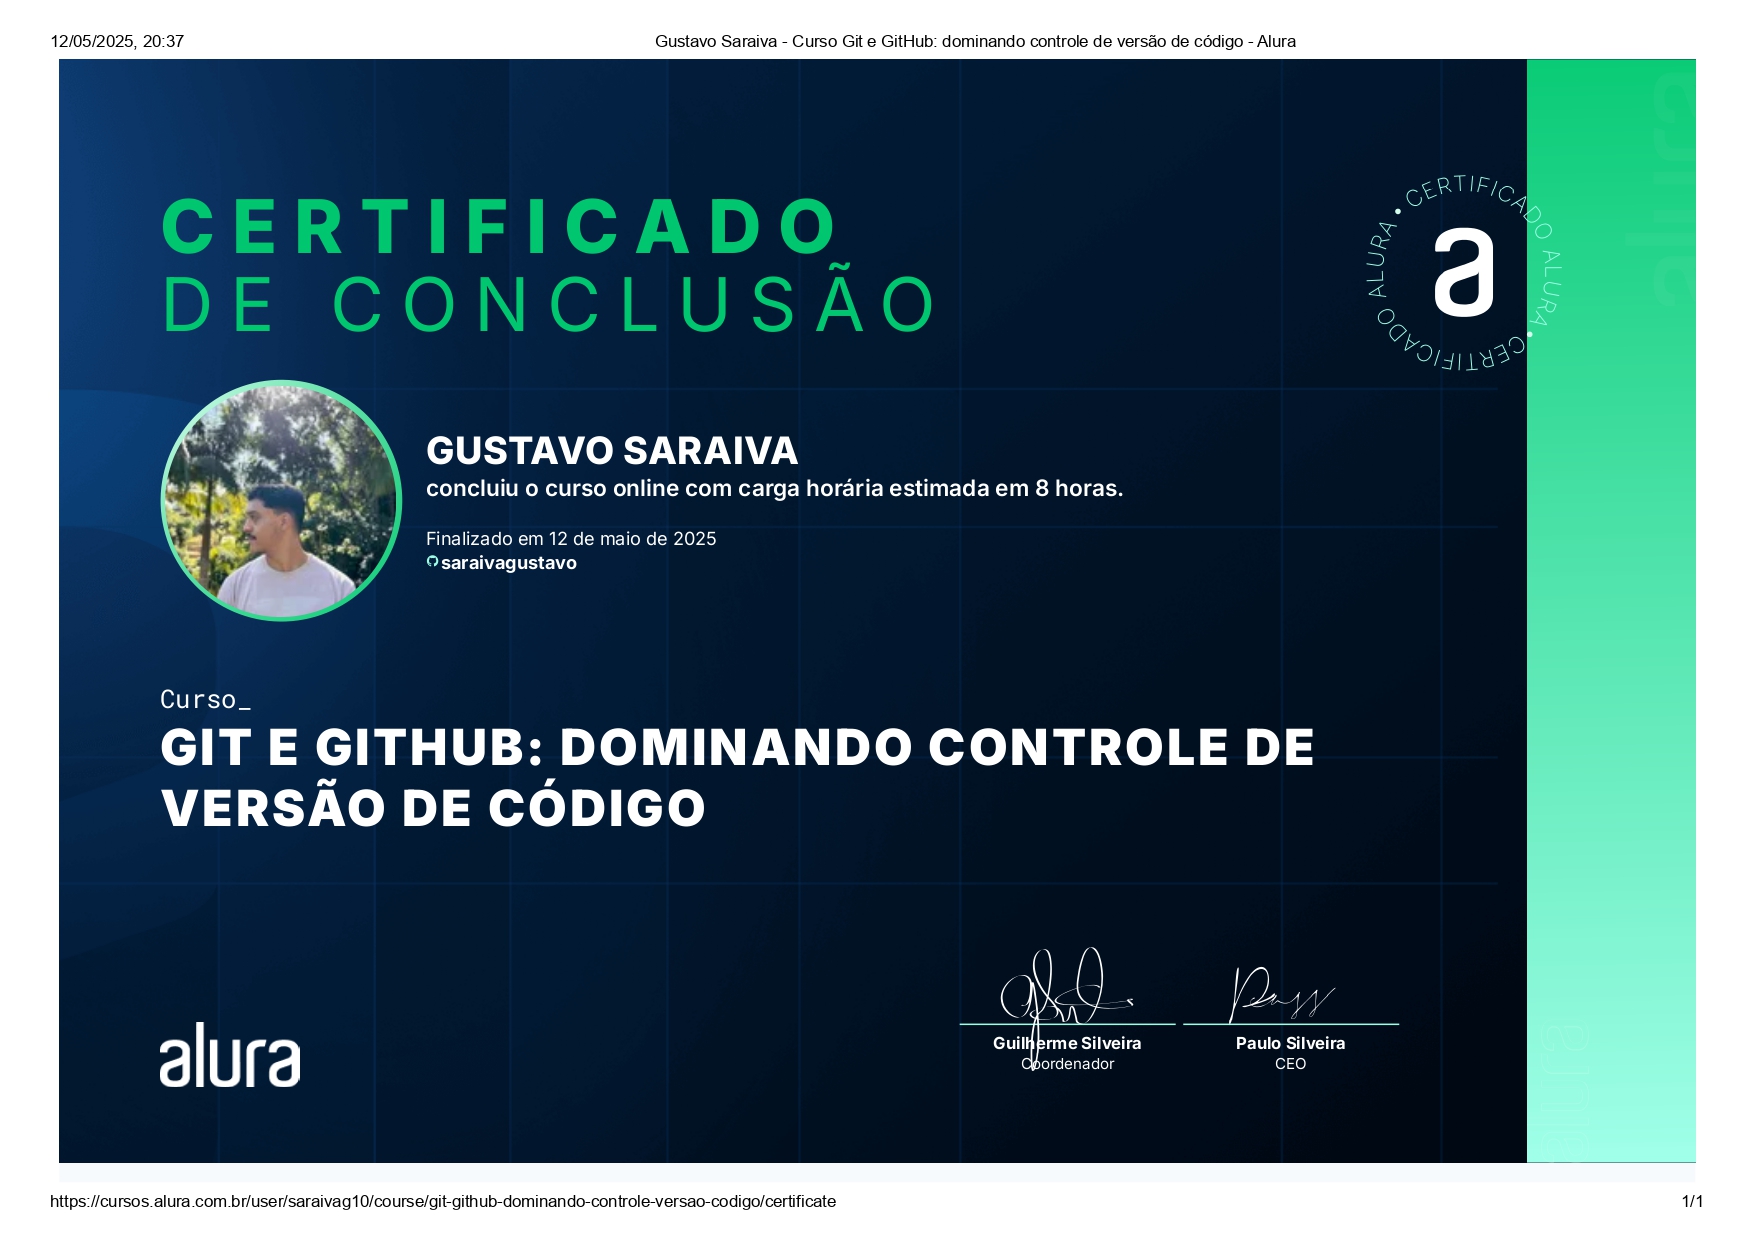 12/05/2025, 20:37
Gustavo Saraiva - Curso Git e GitHub: dominando controle de versão de código - Alura
CERTIFICADO
DE CONCLUSÃO
CERTIFICADO ALURA • CERTIFICADO ALURA •
a
alura
GUSTAVO SARAIVA
concluiu o curso online com carga horária estimada em 8 horas.
Finalizado em 12 de maio de 2025
saraivagustavo
Curso_
GIT E GITHUB: DOMINANDO CONTROLE DE
VERSÃO DE CÓDIGO
alura
Guilherme Silveira
Coordenador
Paulo Silveira
CEO
alura
https://cursos.alura.com.br/user/saraivag10/course/git-github-dominando-controle-versao-codigo/certificate
1/1